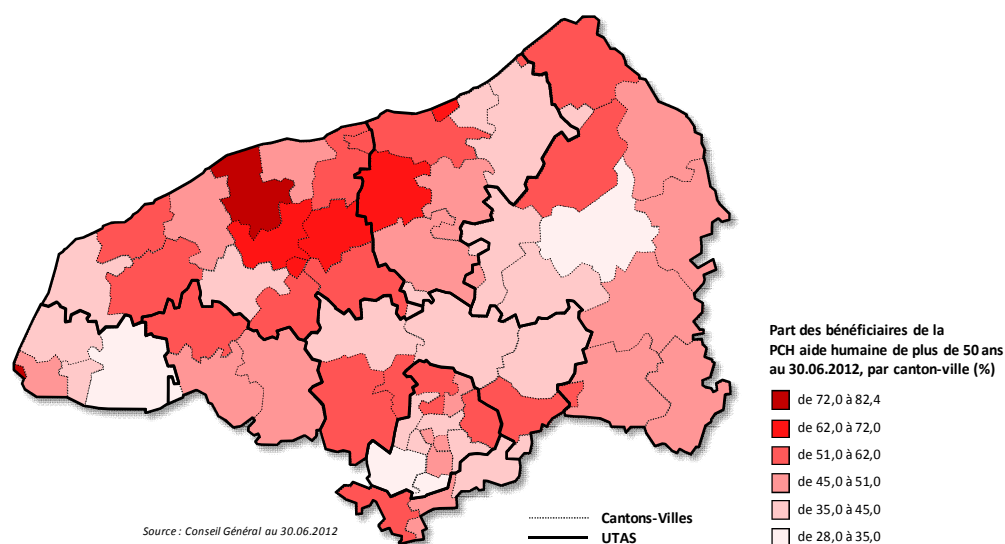 Part des bénéficiaires de la
PCH aide humaine de plus de 50 ans
au 30.06.2012, par canton-ville (%)
de 72,0 à 82,4
de 62,0 à 72,0
de 51,0 à 62,0
de 45,0 à 51,0
de 35,0 à 45,0
de 28,0 à 35,0
Source : Conseil Général au 30.06.2012
Cantons-Villes
UTAS